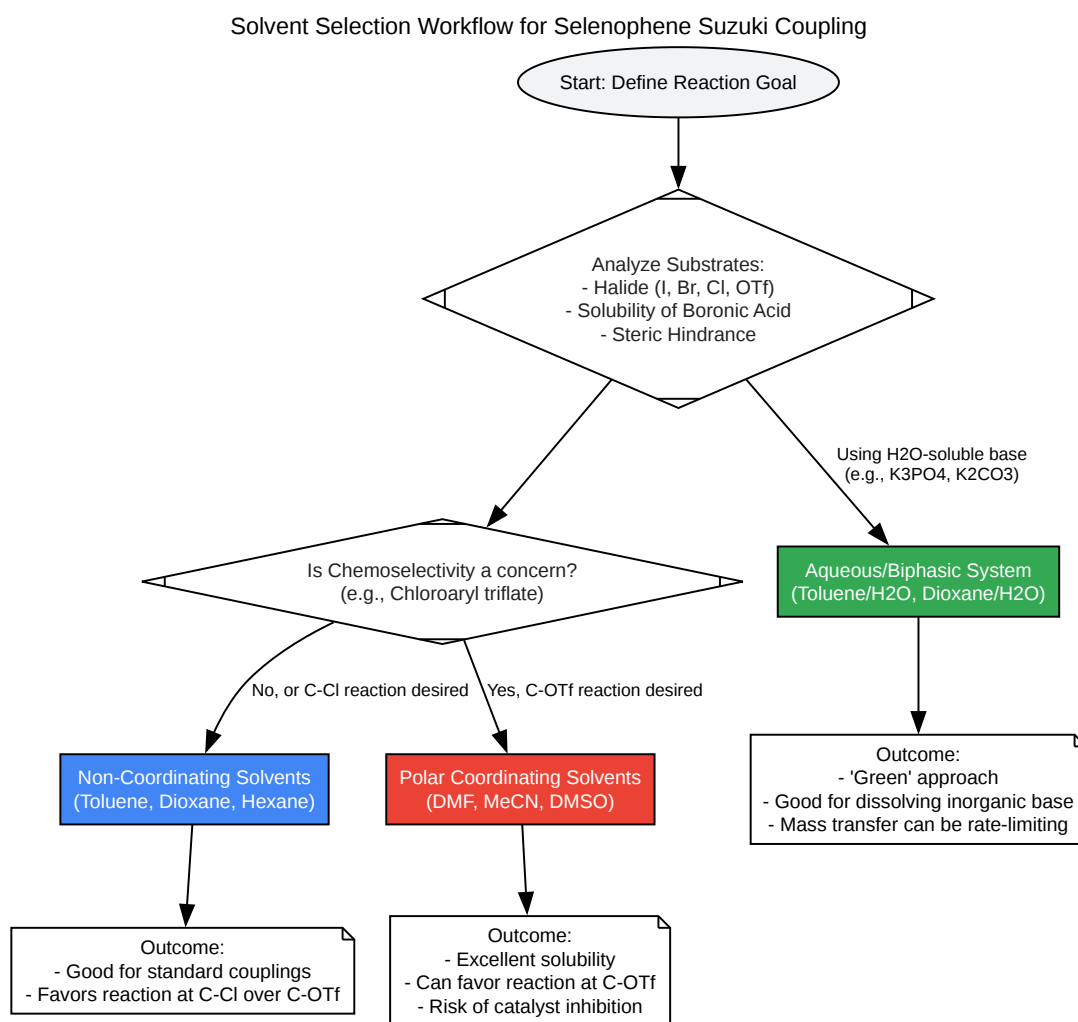 Solvent Selection Workflow for Selenophene Suzuki Coupling
Start: Define Reaction Goal
Analyze Substrates:
- Halide (I, Br, Cl, OTf)
- Solubility of Boronic Acid
- Steric Hindrance
Using H2O-soluble base
(e.g., K3PO4, K2CO3)
Is Chemoselectivity a concern?
(e.g., Chloroaryl triflate)
Aqueous/Biphasic System
(Toluene/H2O, Dioxane/H2O)
No, or C-Cl reaction desired
Yes, C-OTf reaction desired
Non-Coordinating Solvents
(Toluene, Dioxane, Hexane)
Polar Coordinating Solvents
(DMF, MeCN, DMSO)
Outcome:
- 'Green' approach
- Good for dissolving inorganic base
- Mass transfer can be rate-limiting
Outcome:
- Good for standard couplings
- Favors reaction at C-Cl over C-OTf
Outcome:
- Excellent solubility
- Can favor reaction at C-OTf
- Risk of catalyst inhibition